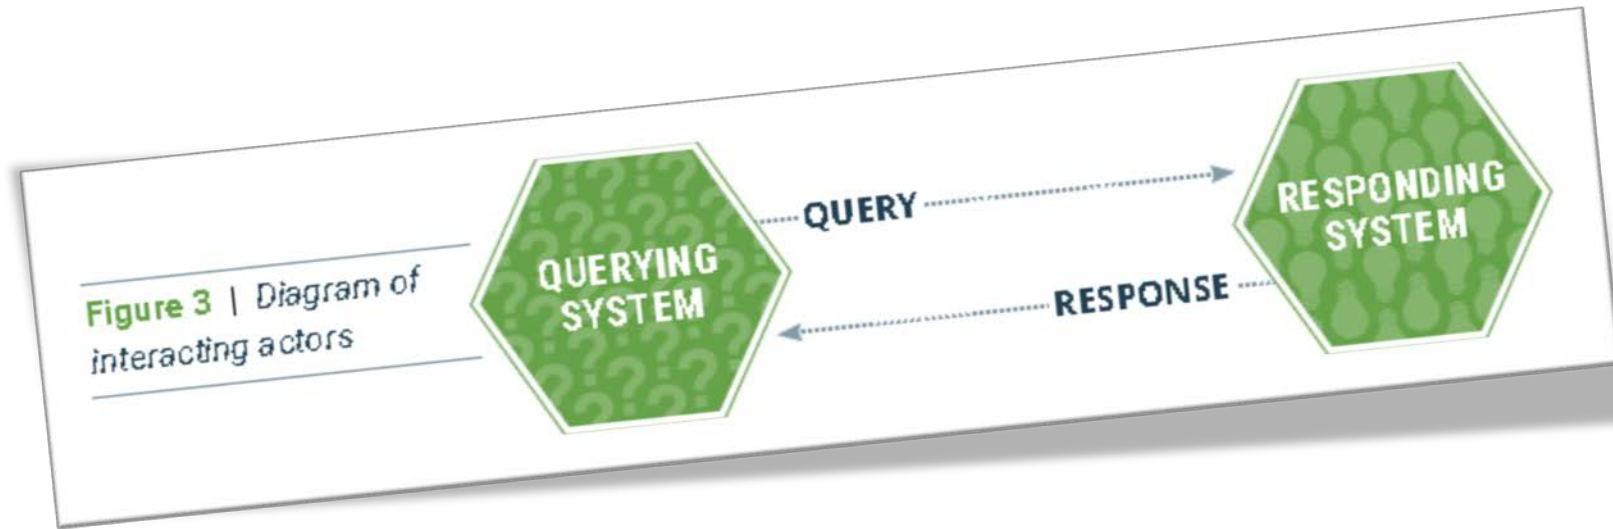 Figure 3 | Diagram of
interacting actors
QUERYING
SYSTEM
QUERY
RESPONSE
RESPONDING
SYSTEM